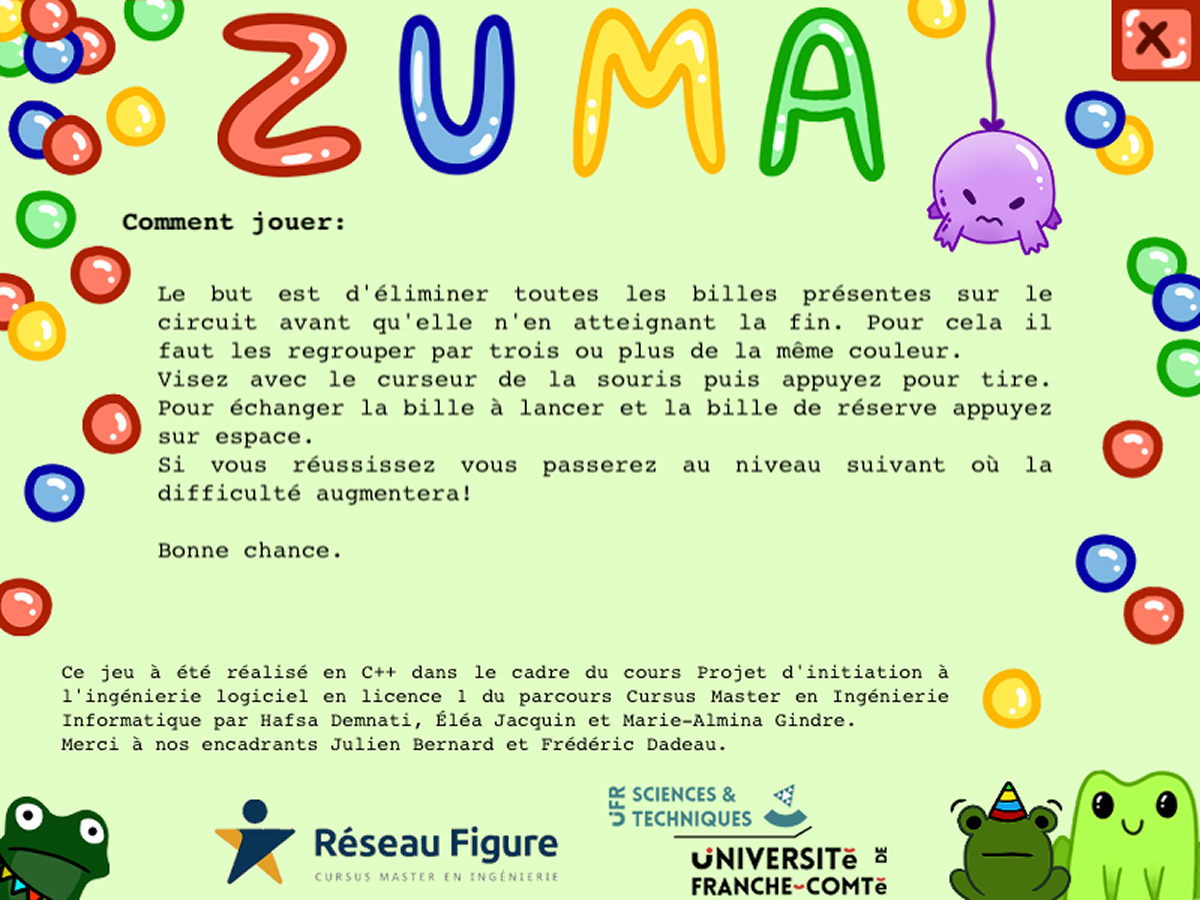 ZUMA
Comment jouer:
Le but est d'éliminer toutes les billes présentes sur le
circuit avant qu'elle n'en atteignant la fin. Pour cela il
faut les regrouper par trois ou plus de la même couleur.
Visez avec le curseur de la souris puis appuyez pour tire.
Pour échanger la bille à lancer et la bille de réserve appuyez
sur espace.
Si vous réussissez vous passerez au niveau suivant où la
difficulté augmentera!
Bonne chance.
Ce jeu à été réalisé en C++ dans le cadre du cours Projet d'initiation à
l'ingénierie logiciel en licence 1 du parcours Cursus Master en Ingénierie
Informatique par Hafsa Demnati, Éléa Jacquin et Marie-Almina Gindre.
Merci à nos encadrants Julien Bernard et Frédéric Dadeau.
Réseau Figure
CURSUS MASTER EN INGÉNIERIE
UFR SCIENCES &
TECHNIQUES
UNIVERSITÉ DE
FRANCHE-COMTÉ